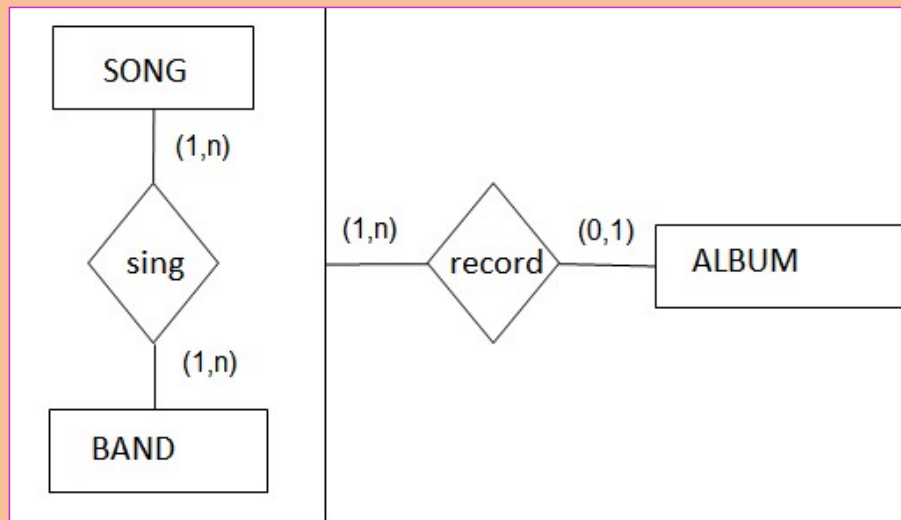 SONG
(1,n)
sing
(1,n)
BAND
(1,n)
record
(0,1)
ALBUM